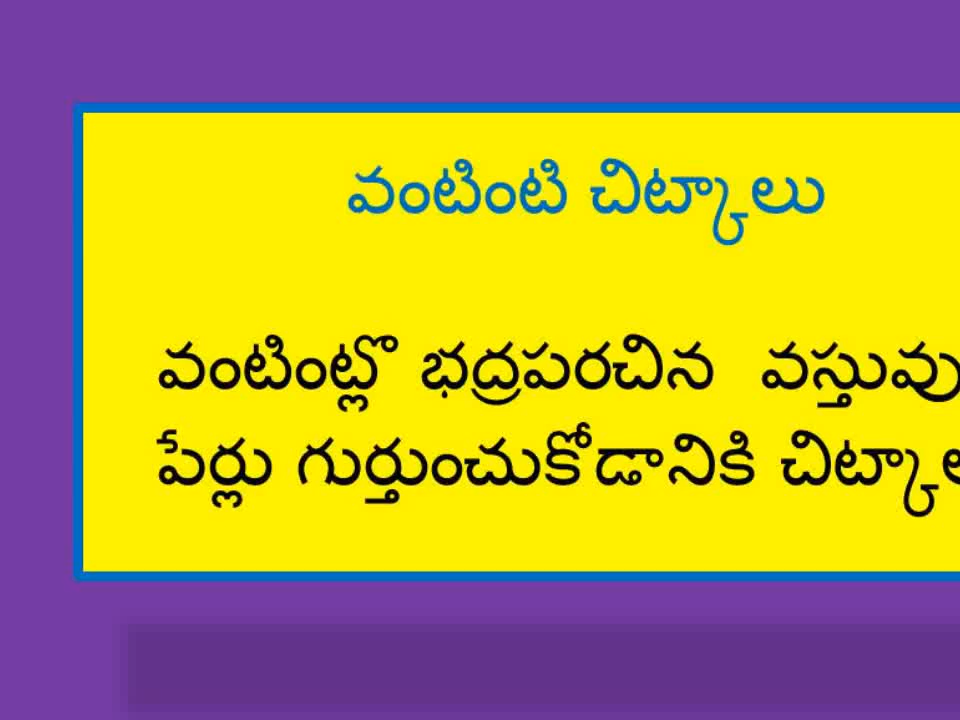 వంటింటి చిట్కాలు
వంటింట్లొ భద్రపరచిన వస్తువు
పేర్లు గుర్తుంచుకోడానికి చిట్కాల